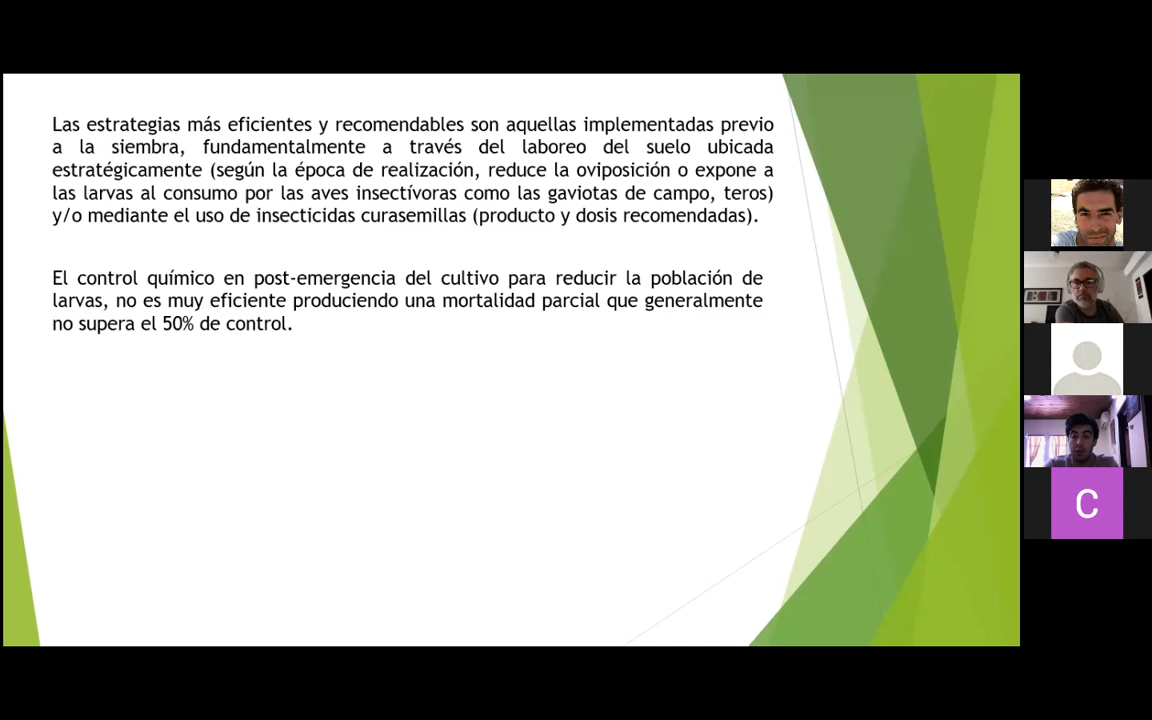 Las estrategias más eficientes y recomendables son aquellas implementadas previo
a la siembra, fundamentalmente a través del laboreo del suelo ubicada
estratégicamente (según la época de realización, reduce la oviposición o expone a
las larvas al consumo por las aves insectívoras como las gaviotas de campo, teros)
y/o mediante el uso de insecticidas curasemillas (producto y dosis recomendadas).
El control químico en post-emergencia del cultivo para reducir la población de
larvas, no es muy eficiente produciendo una mortalidad parcial que generalmente
no supera el 50% de control.
C